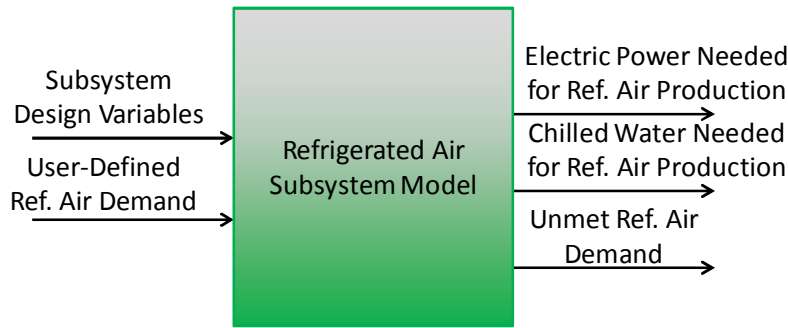 Subsystem
Design Variables
User-Defined
Ref. Air Demand
Refrigerated Air
Subsystem Model
Electric Power Needed
for Ref. Air Production
Chilled Water Needed
for Ref. Air Production
Unmet Ref. Air
Demand